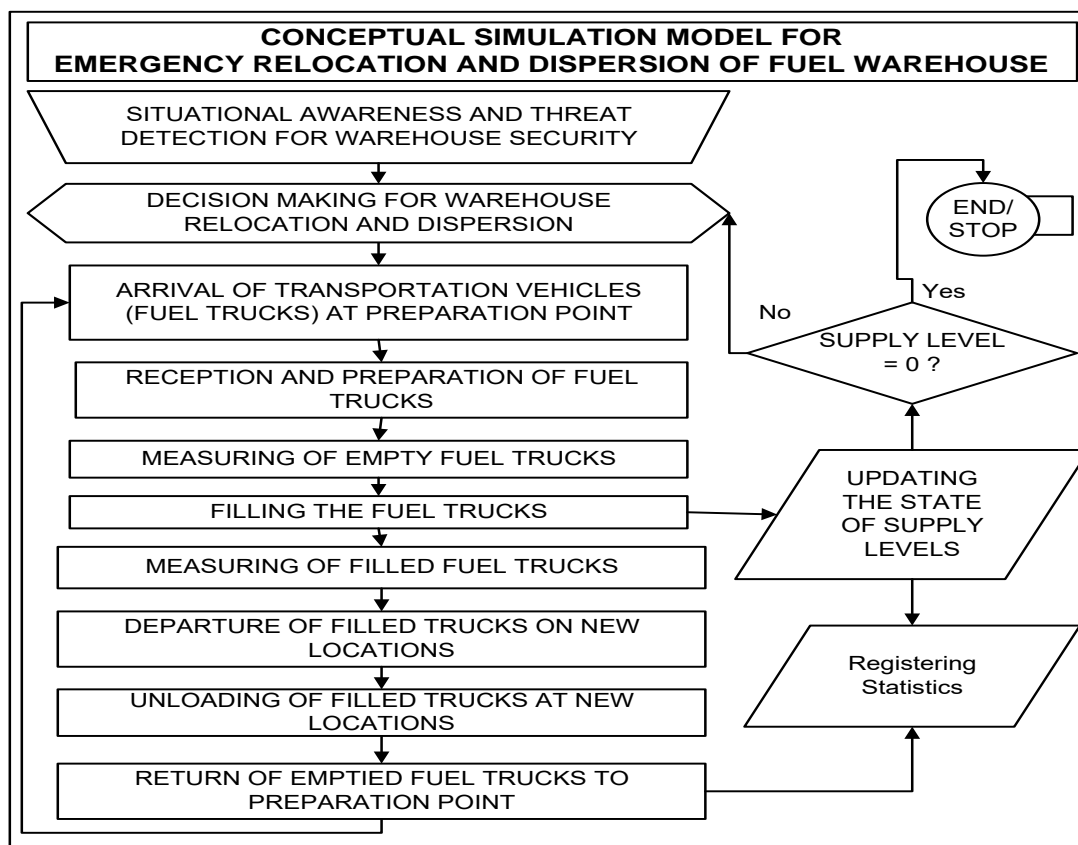 CONCEPTUAL SIMULATION MODEL FOR
EMERGENCY RELOCATION AND DISPERSION OF FUEL WAREHOUSE
SITUATIONAL AWARENESS AND THREAT
DETECTION FOR WAREHOUSE SECURITY
DECISION MAKING FOR WAREHOUSE
RELOCATION AND DISPERSION
ARRIVAL OF TRANSPORTATION VEHICLES
(FUEL TRUCKS) AT PREPARATION POINT
RECEPTION AND PREPARATION OF FUEL
TRUCKS
MEASURING OF EMPTY FUEL TRUCKS
FILLING THE FUEL TRUCKS
MEASURING OF FILLED FUEL TRUCKS
DEPARTURE OF FILLED TRUCKS ON NEW
LOCATIONS
UNLOADING OF FILLED TRUCKS AT NEW
LOCATIONS
RETURN OF EMPTIED FUEL TRUCKS TO
PREPARATION POINT
END/
STOP
Yes
No
SUPPLY LEVEL
= 0 ?
UPDATING
THE STATE
OF SUPPLY
LEVELS
Registering
Statistics